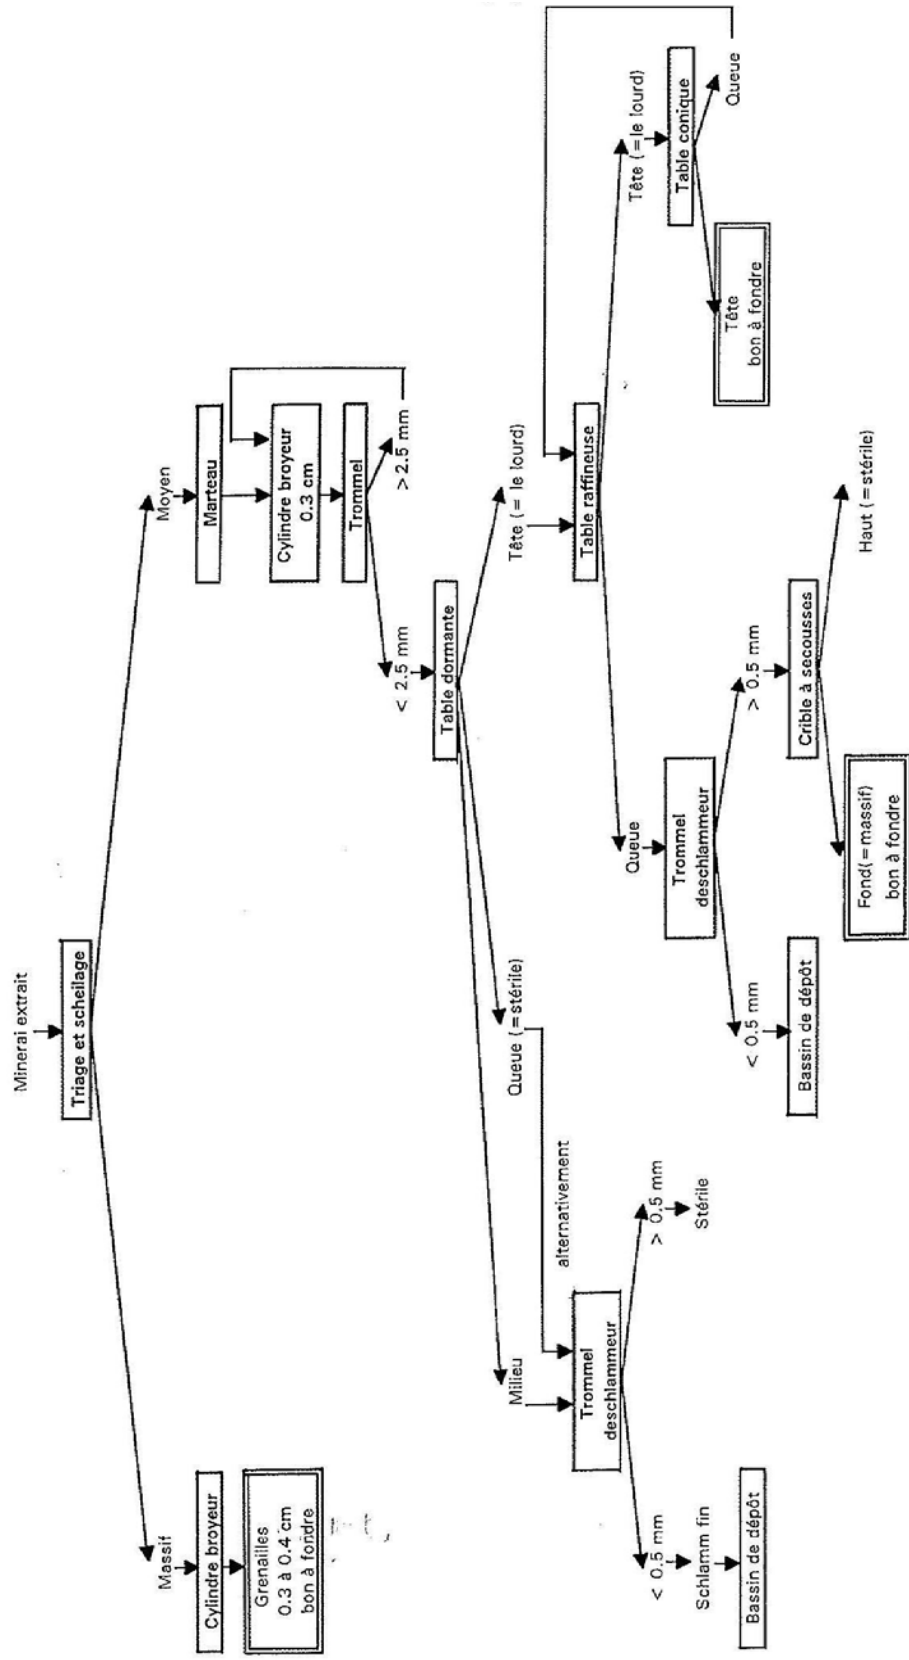 Minerai extrait
Triage et scheilage
Massif
Moyen
Cylindre broyeur
Marteau
Grenailles
0.3 à 0.4 cm
bon à fondre
Cylindre broyeur
0.3 cm
Trommel
< 2.5 mm
> 2.5 mm
Table dormante
Milieu
Queue (=stérile)
Tête (= le lourd)
alternativement
Trommel
deschlammeur
Table raffineuse
< 0.5 mm
> 0.5 mm
Queue
Tête (=le lourd)
Schlamm fin
Stérile
Trommel
deschlammeur
Table conique
Bassin de dépôt
< 0.5 mm
> 0.5 mm
Tête
bon à fondre
Queue
Bassin de dépôt
Crible à secousses
Fond(=massif)
bon à fondre
Haut (=stérile)